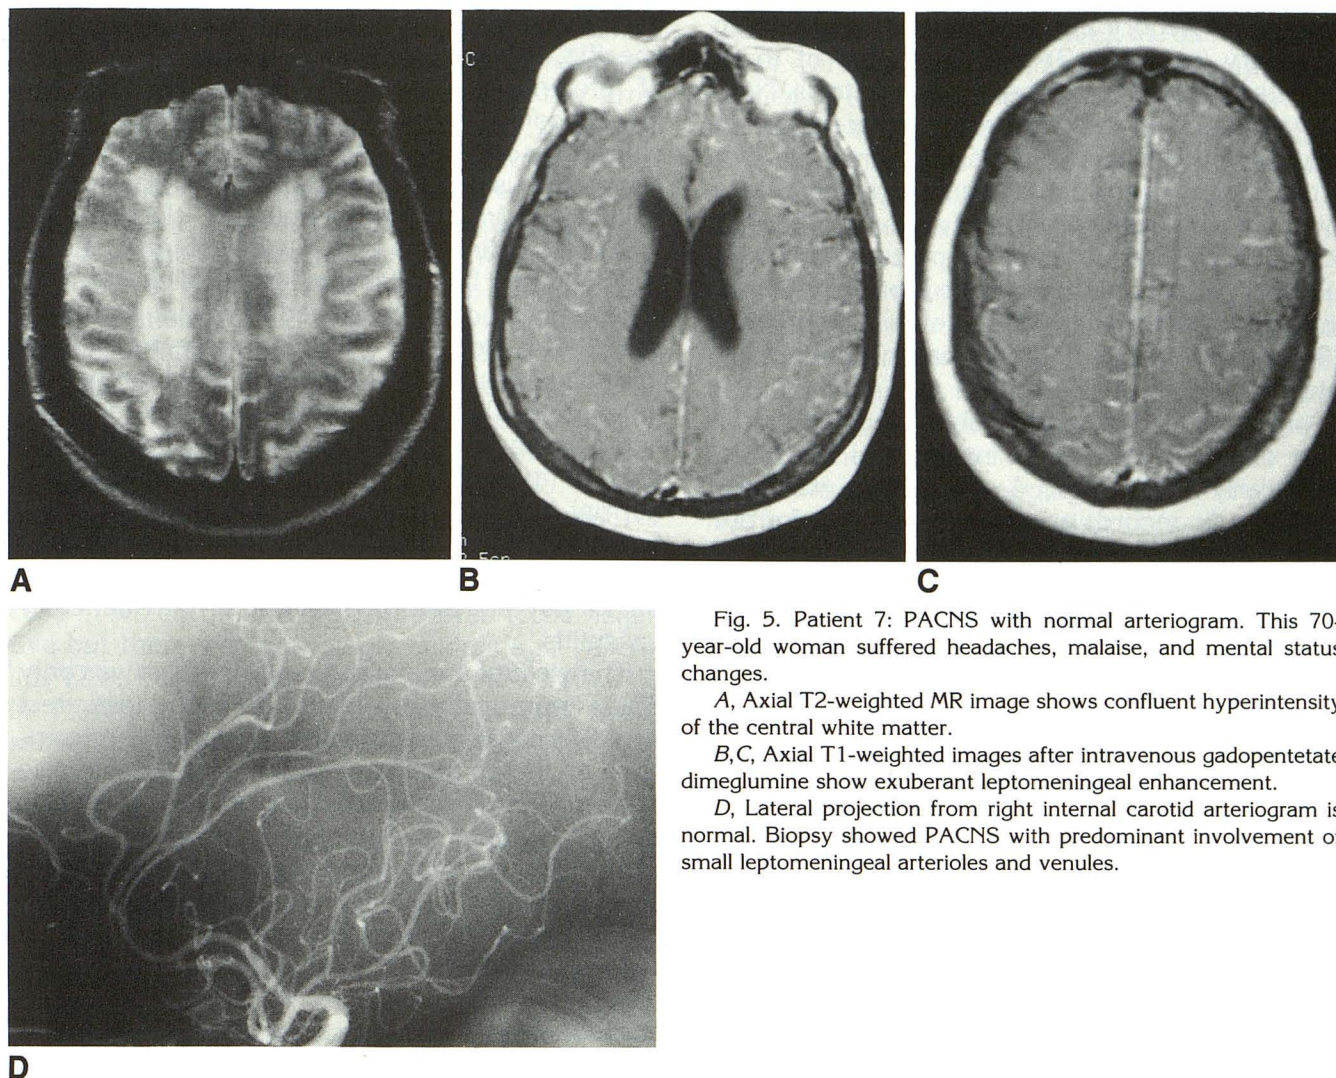 -C
A
B
C
D
Fig. 5. Patient 7: PACNS with normal arteriogram. This 70-
year-old woman suffered headaches, malaise, and mental status
changes.
A, Axial T2-weighted MR image shows confluent hyperintensity
of the central white matter.
B,C, Axial T1-weighted images after intravenous gadopentetate
dimeglumine show exuberant leptomeningeal enhancement.
D, Lateral projection from right internal carotid arteriogram is
normal. Biopsy showed PACNS with predominant involvement of
small leptomeningeal arterioles and venules.